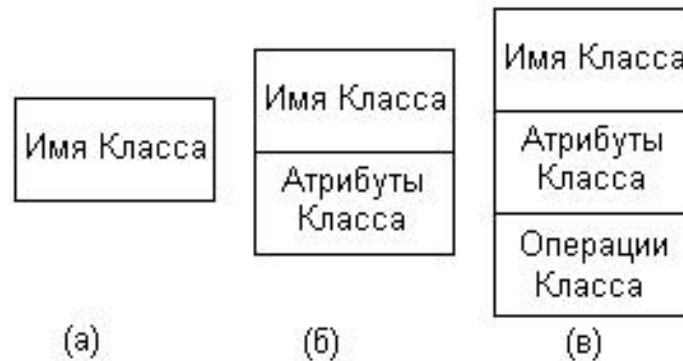 Имя Класса
(а)
Имя Класса
Атрибуты
Класса
(б)
Имя Класса
Атрибуты
Класса
Операции
Класса
(в)